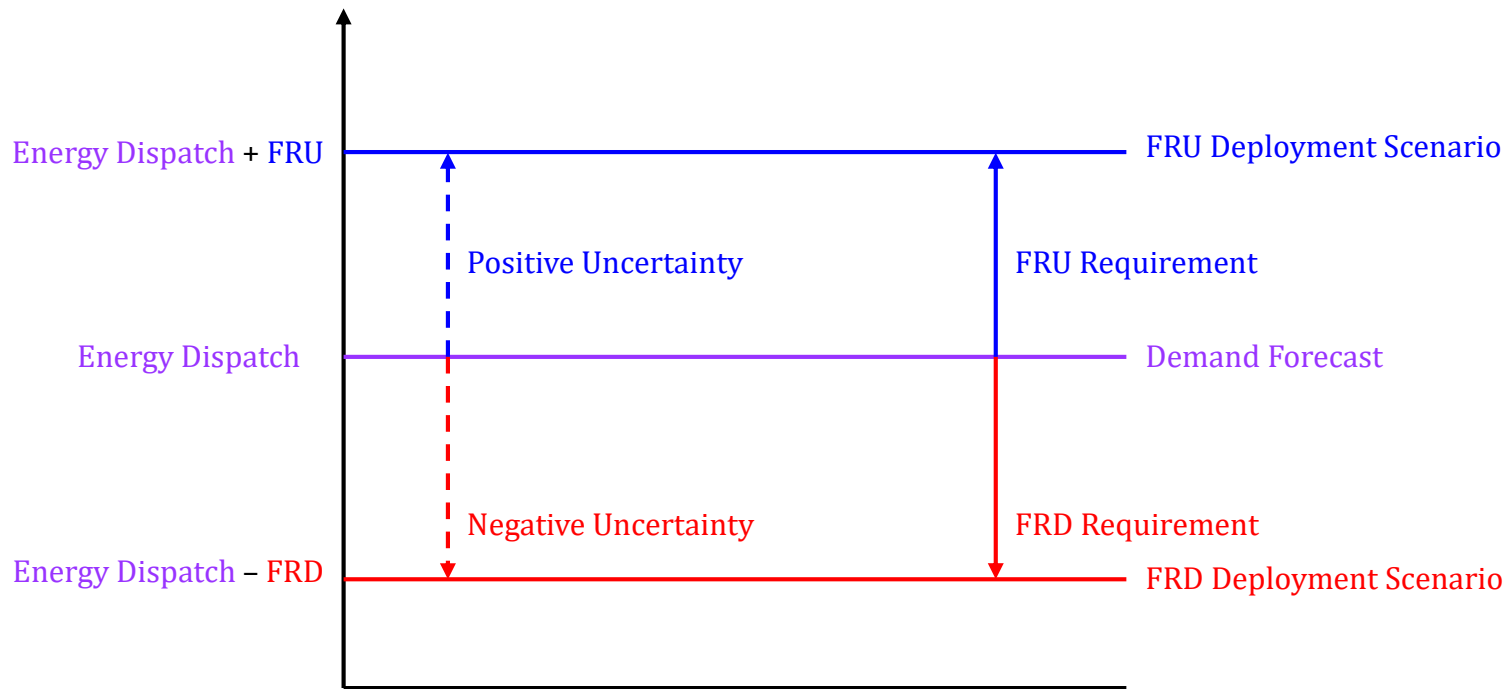 Energy Dispatch + FRU
FRU Deployment Scenario
Positive Uncertainty
FRU Requirement
Energy Dispatch
Demand Forecast
Negative Uncertainty
FRD Requirement
Energy Dispatch – FRD
FRD Deployment Scenario